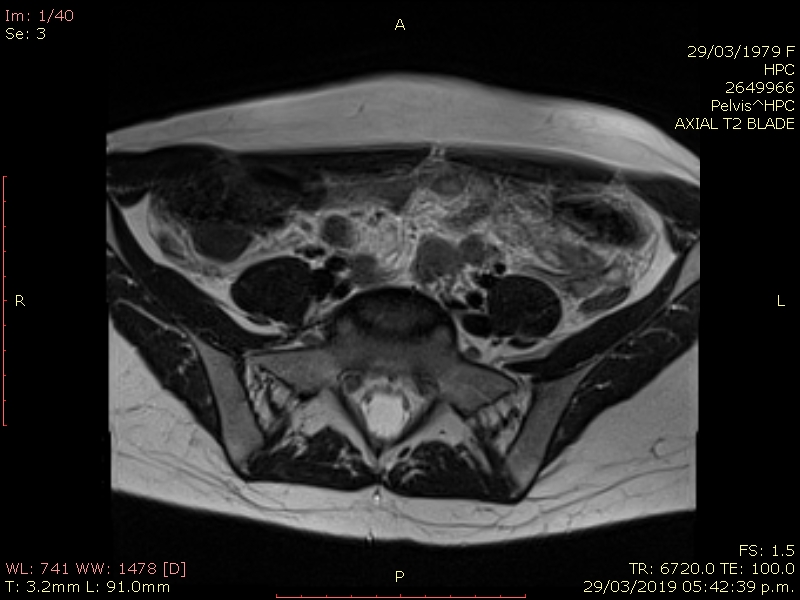 Im: 1/40
Se: 3
A
29/03/1979 F
HPC
2649966
Pelvis^HPC
AXIAL T2 BLADE
R
L
WL: 741 WW: 1478 [D]
T: 3.2mm L: 91.0mm
P
FS: 1.5
TR: 6720.0 TE: 100.0
29/03/2019 05:42:39 p.m.